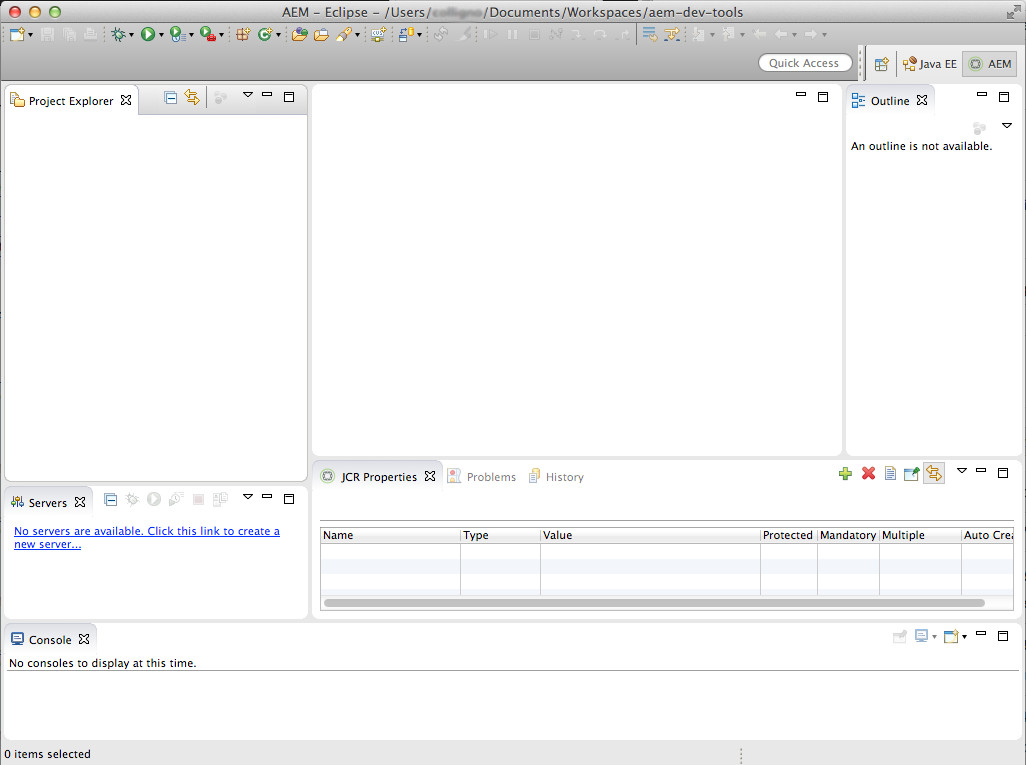 AEM – Eclipse – /Users/ /Documents/Workspaces/aem-dev-tools
Quick Access
Java EE
AEM
Project Explorer
Outline
An outline is not available.
JCR Properties
Problems
History
Name Type Value Protected Mandatory Multiple Auto Crea
Servers
No servers are available. Click this link to create a
new server...
Console
No consoles to display at this time.
0 items selected